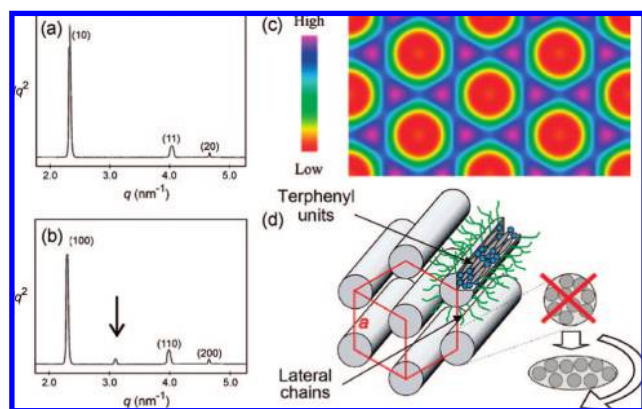 (a)
(10)
(11)
(20)
q²
2.0 3.0 4.0 5.0
q (nm⁻¹)
(b)
(100)
(110)
(200)
q²
2.0 3.0 4.0 5.0
q (nm⁻¹)
(c)
High
Low
(d)
Terphenyl
units
a
Lateral
chains